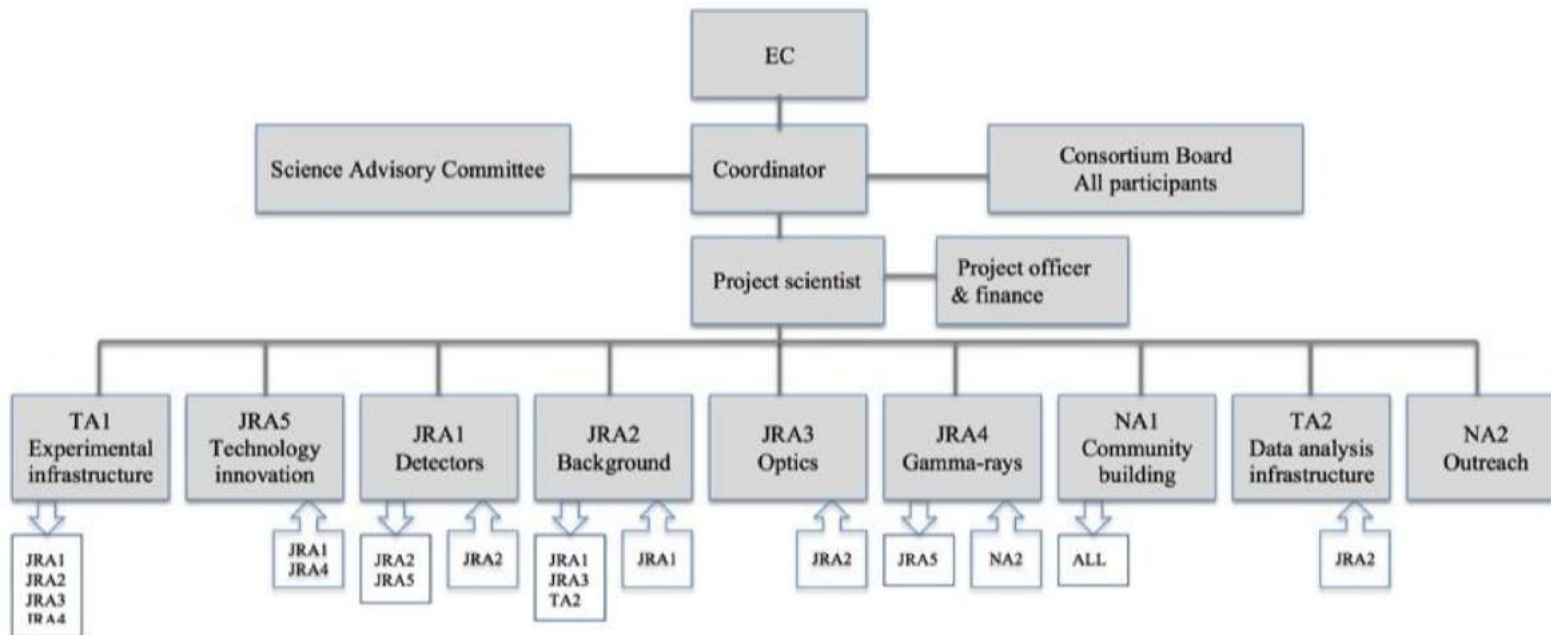 EC
Science Advisory Committee
Coordinator
Consortium Board
All participants
Project scientist
Project officer
& finance
TA1
Experimental
infrastructure
JRA5
Technology
innovation
JRA1
Detectors
JRA2
Background
JRA3
Optics
JRA4
Gamma-rays
NA1
Community
building
TA2
Data analysis
infrastructure
NA2
Outreach
JRA1
JRA2
JRA3
JRA4
JRA1
JRA4
JRA2
JRA5
JRA2
JRA1
JRA3
TA2
JRA1
JRA2
JRA5
NA2
ALL
JRA2